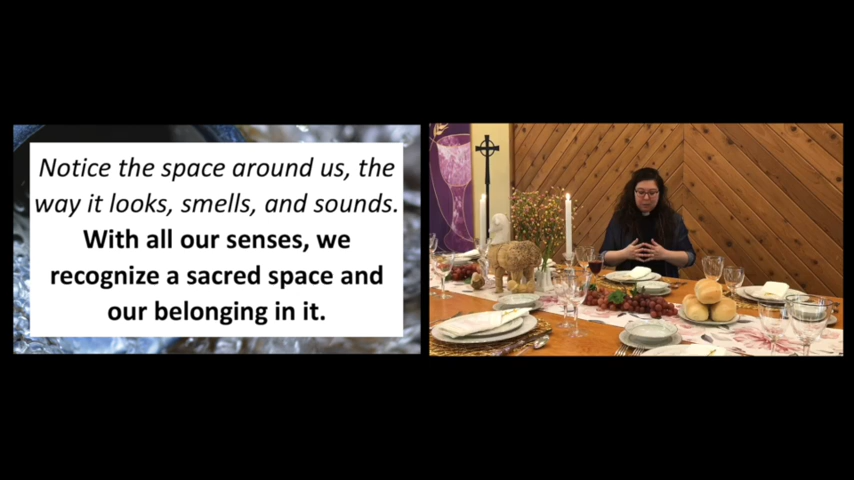 Notice the space around us, the
way it looks, smells, and sounds.
With all our senses, we
recognize a sacred space and
our belonging in it.